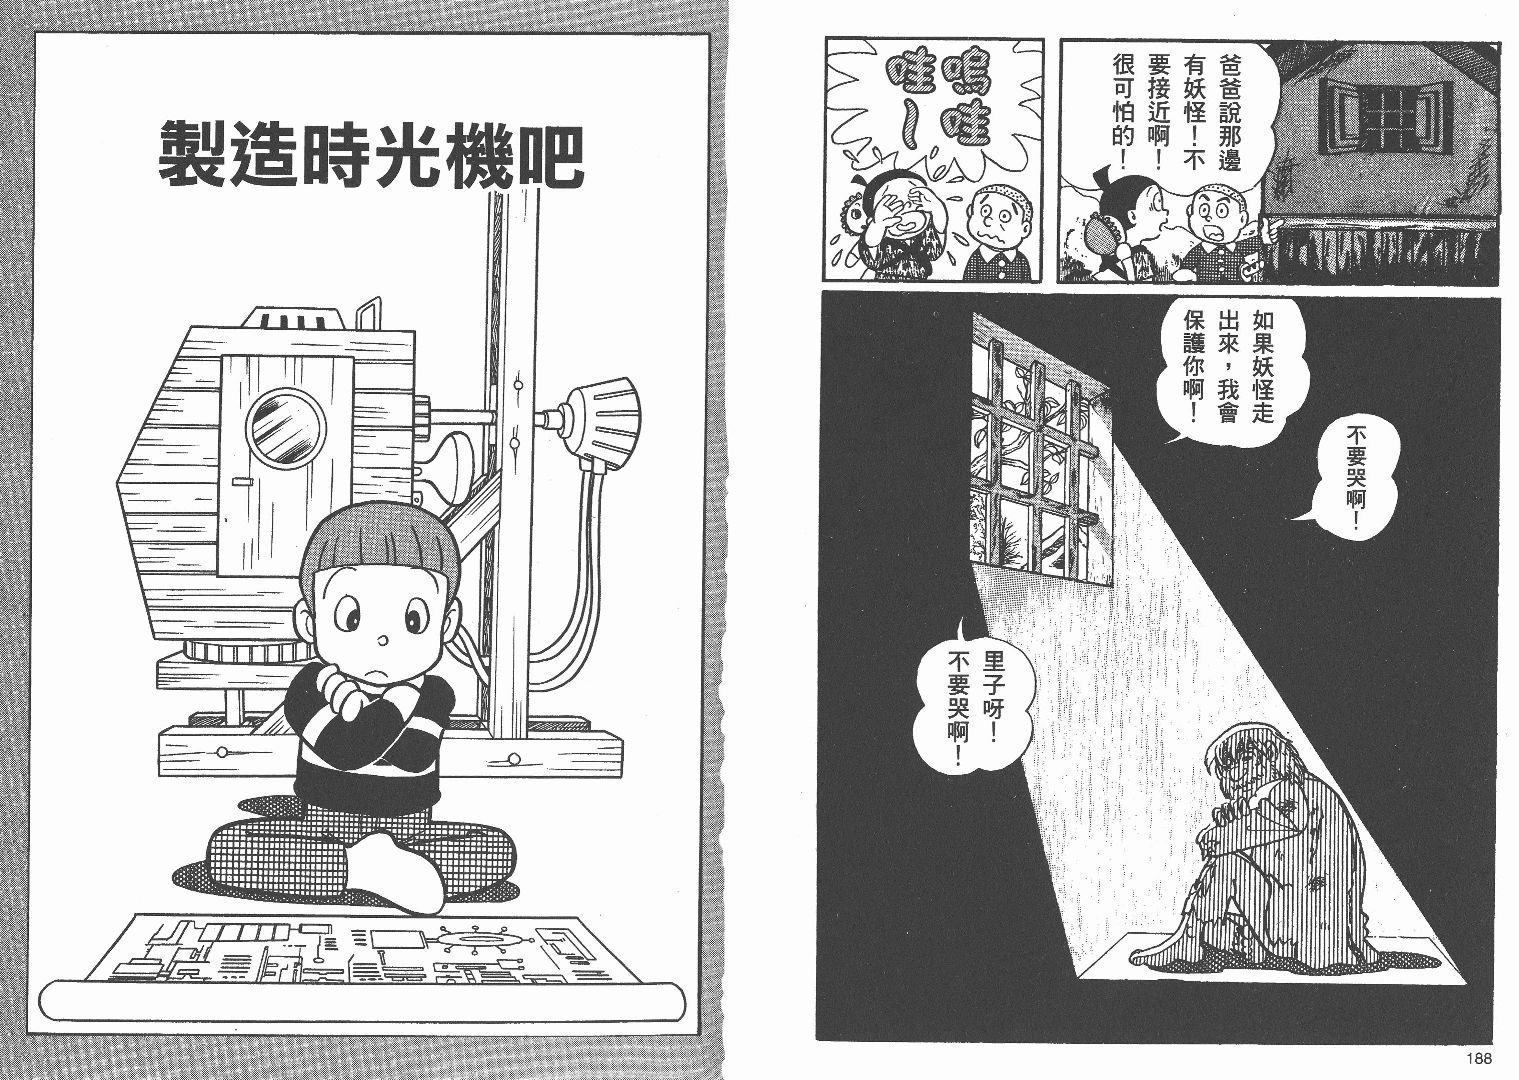 爸爸說那邊
有妖怪！不
要接近啊！
很可怕的！
嗚哇
哇～
如果妖怪走
出來，我會
保護你啊！
不要哭啊！
里子呀！
不要哭啊！
188
製造時光機吧